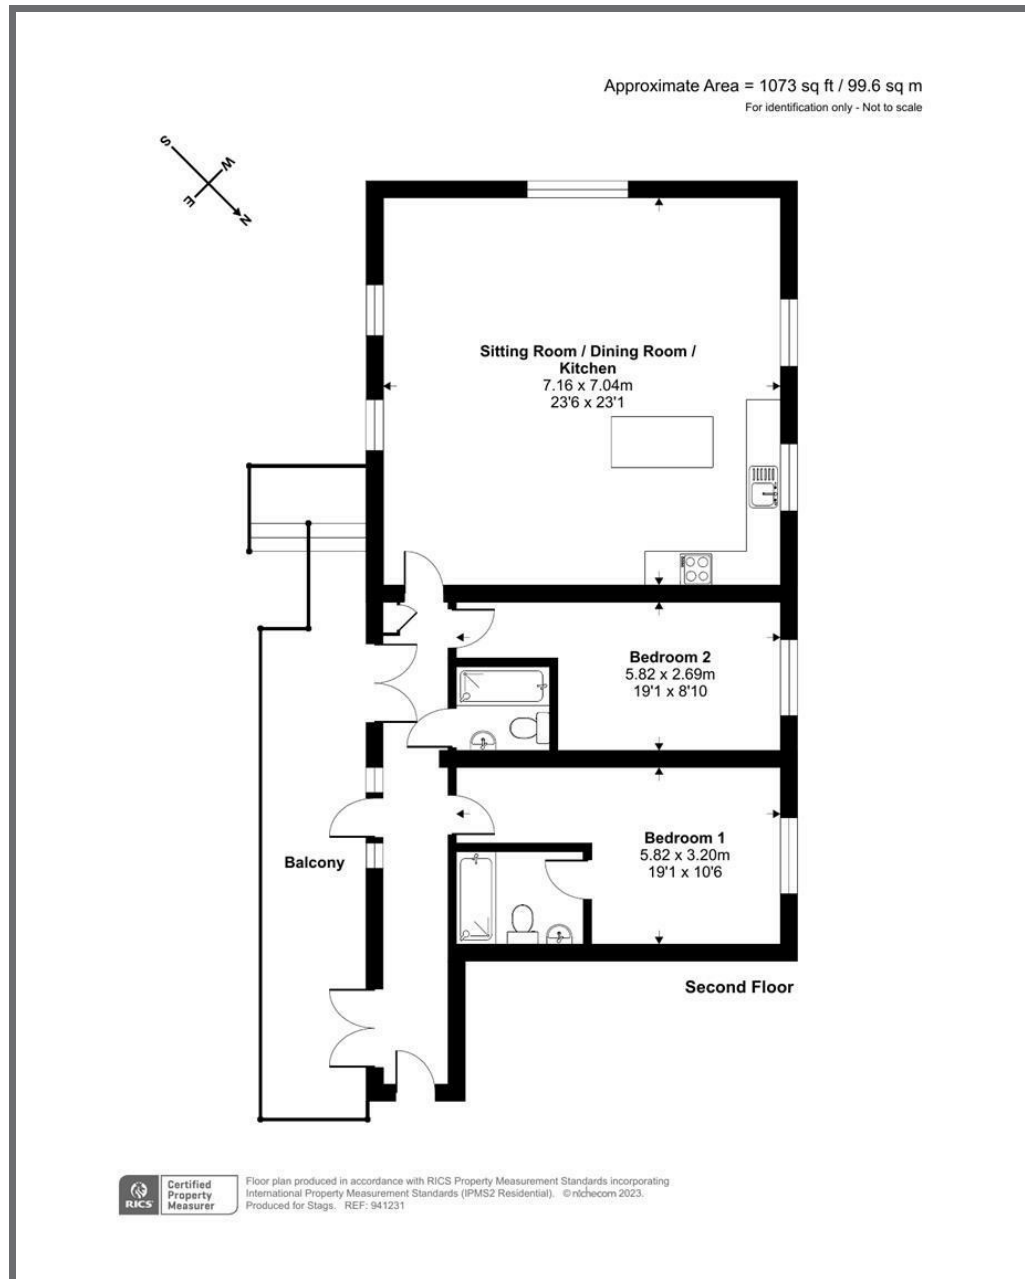 Approximate Area = 1073 sq ft / 99.6 sq m
For identification only - Not to scale
S
W
E
N
Sitting Room / Dining Room /
Kitchen
7.16 x 7.04m
23'6 x 23'1
Bedroom 2
5.82 x 2.69m
19'1 x 8'10
Bedroom 1
5.82 x 3.20m
19'1 x 10'6
Balcony
Second Floor
RICS
Certified
Property
Measurer
Floor plan produced in accordance with RICS Property Measurement Standards incorporating
International Property Measurement Standards (IPMS2 Residential). © nichecom 2023.
Produced for Stags. REF: 941231